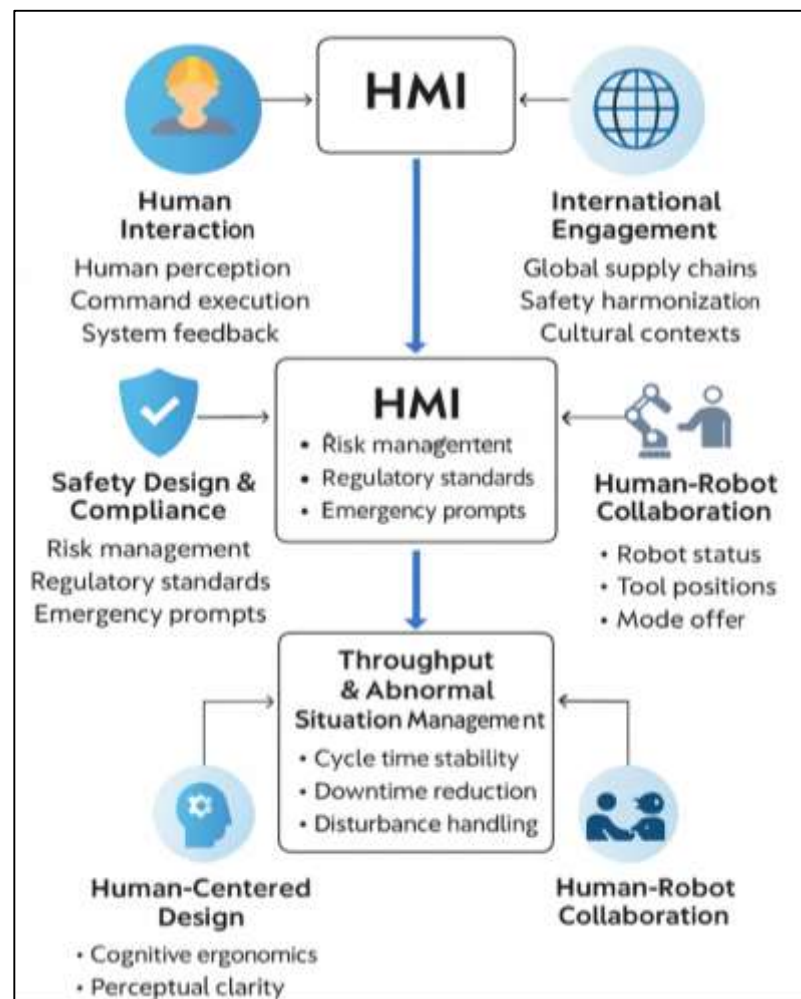 HMI
Human
Interaction
Human perception
Command execution
System feedback
International
Engagement
Global supply chains
Safety harmonization
Cultural contexts
Safety Design &
Compliance
Risk management
Regulatory standards
Emergency prompts
HMI
• Risk managentent
• Regulatory standards
• Emergency prompts
Human-Robot
Collaboration
• Robot status
• Tool positions
• Mode offer
Throughput
& Abnormal
Situation Management
• Cycle time stability
• Downtime reduction
• Disturbance handling
Human-Centered
Design
• Cognitive ergonomics
• Perceptual clarity
Human-Robot
Collaboration